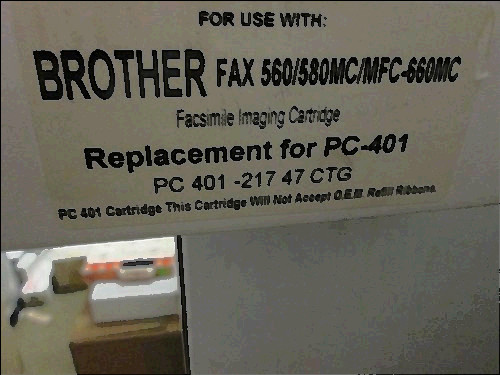 FOR USE WITH:
BROTHER FAX 560/580MC/MFC-660MC
Facsimile Imaging Cartridge
Replacement for PC-401
PC 401 -217 47 CTG
PC 401 Cartridge This Cartridge Will Not Accept O.E.M. Refill Ribbons.